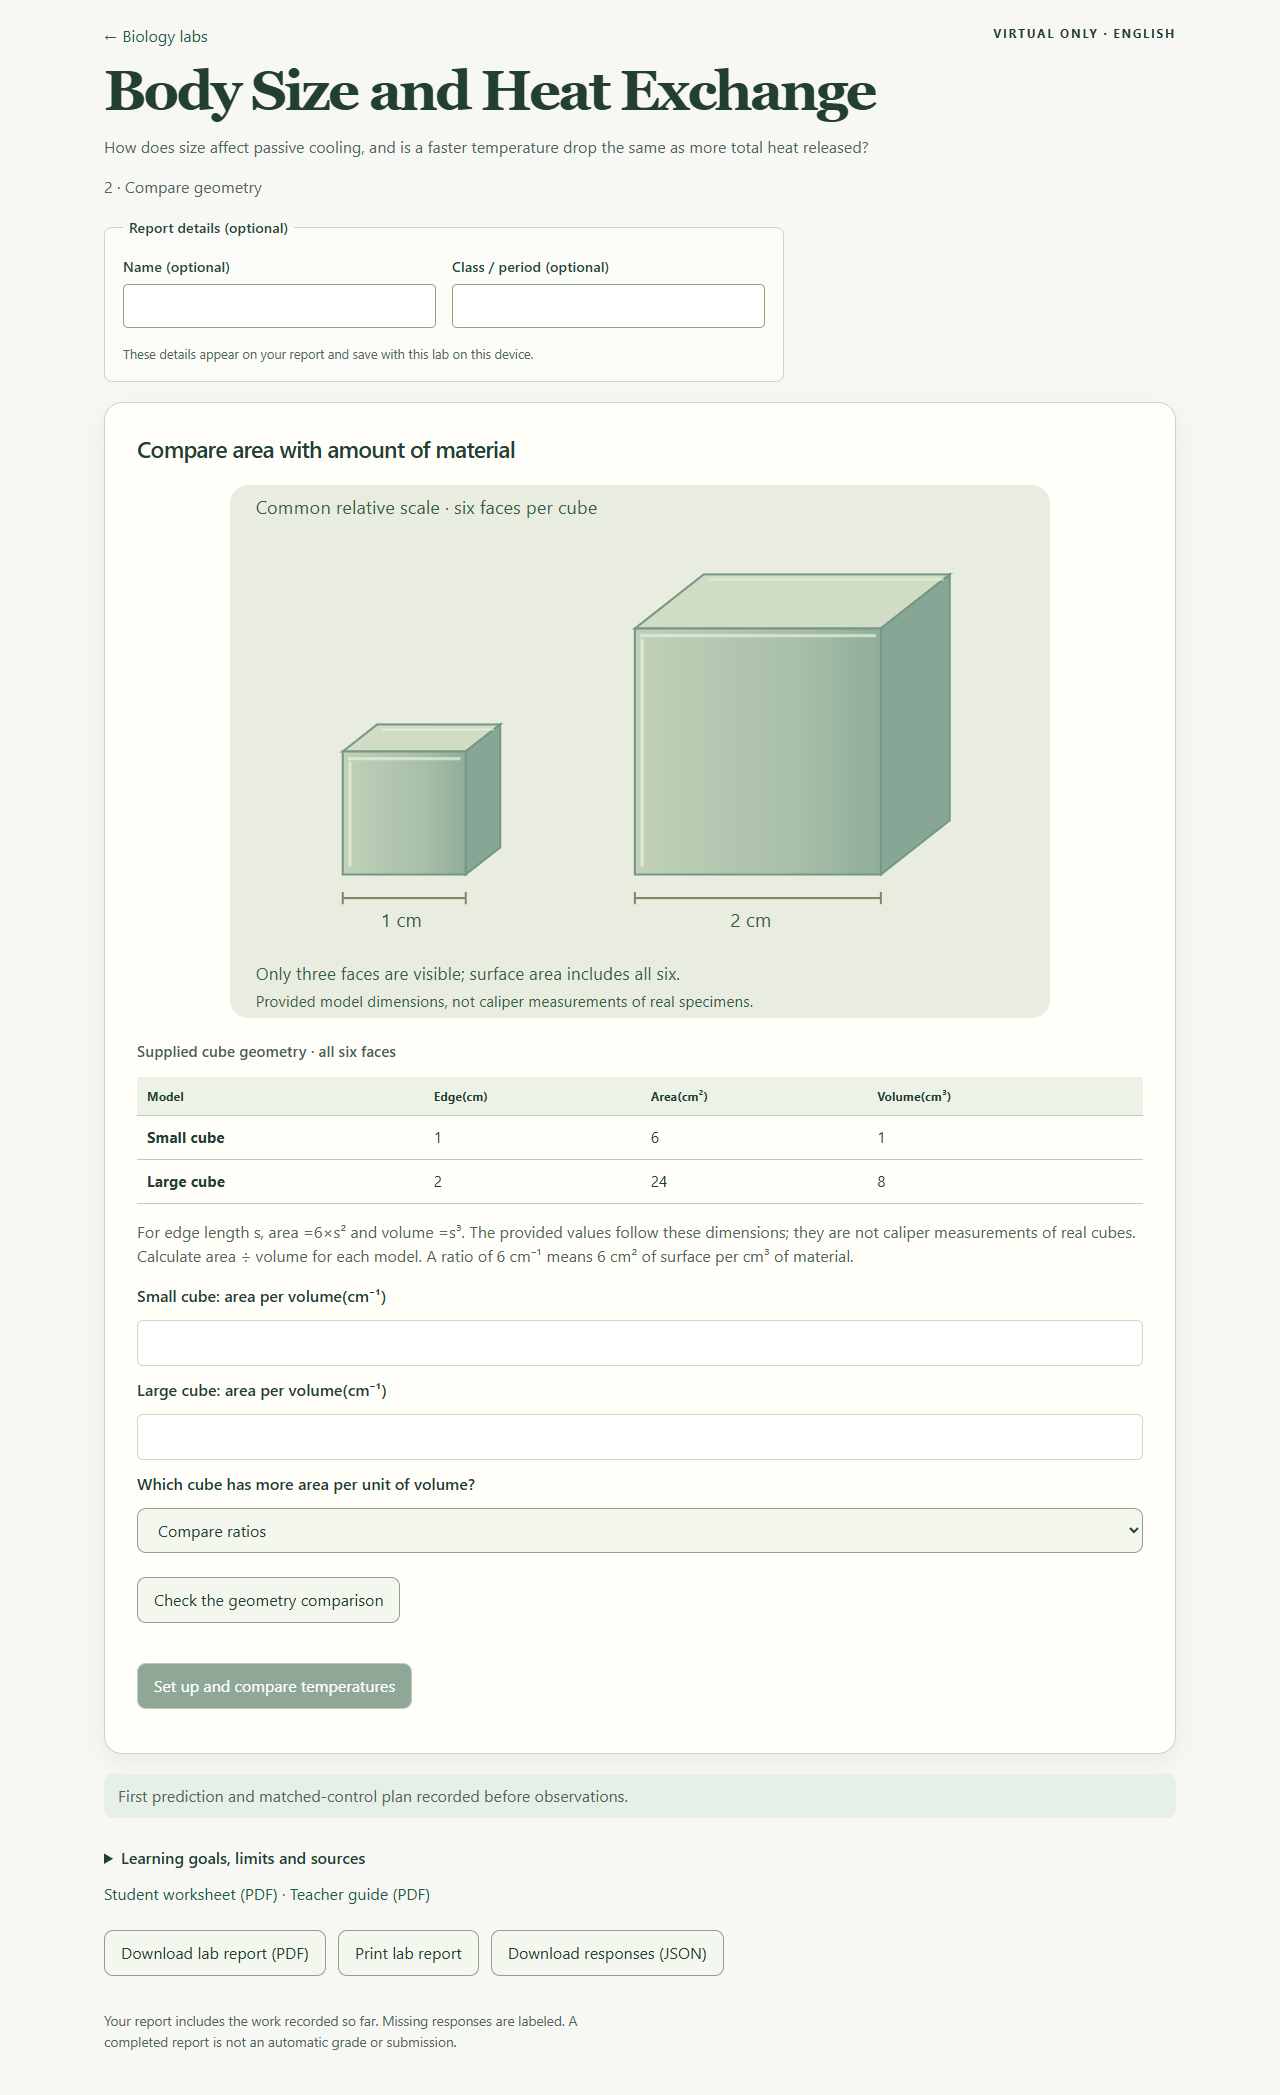 ← Biology labs
VIRTUAL ONLY · ENGLISH
Body Size and Heat Exchange
How does size affect passive cooling, and is a faster temperature drop the same as more total heat released?
2 · Compare geometry
Report details (optional)
Name (optional)
Class / period (optional)
These details appear on your report and save with this lab on this device.
Compare area with amount of material
Common relative scale · six faces per cube
1 cm
2 cm
Only three faces are visible; surface area includes all six.
Provided model dimensions, not caliper measurements of real specimens.
Supplied cube geometry · all six faces
Model Edge(cm) Area(cm²) Volume(cm³)
Small cube 1 6 1
Large cube 2 24 8
For edge length s, area =6×s² and volume =s³. The provided values follow these dimensions; they are not caliper measurements of real cubes.
Calculate area ÷ volume for each model. A ratio of 6 cm⁻¹ means 6 cm² of surface per cm³ of material.
Small cube: area per volume(cm⁻¹)
Large cube: area per volume(cm⁻¹)
Which cube has more area per unit of volume?
Compare ratios
Check the geometry comparison
Set up and compare temperatures
First prediction and matched-control plan recorded before observations.
▶ Learning goals, limits and sources
Student worksheet (PDF) · Teacher guide (PDF)
Download lab report (PDF)
Print lab report
Download responses (JSON)
Your report includes the work recorded so far. Missing responses are labeled. A
completed report is not an automatic grade or submission.